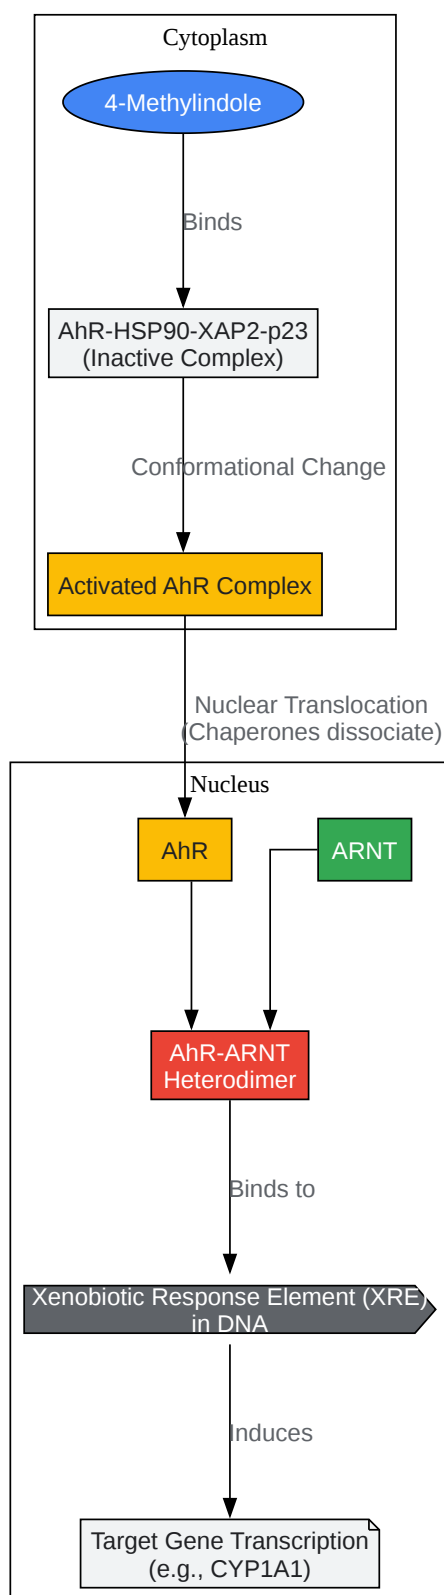 Cytoplasm
4-Methylindole
Binds
AhR-HSP90-XAP2-p23
(Inactive Complex)
Conformational Change
Activated AhR Complex
Nuclear Translocation
(Chaperones dissociate)
Nucleus
AhR
ARNT
AhR-ARNT
Heterodimer
Binds to
Xenobiotic Response Element (XRE)
in DNA
Induces
Target Gene Transcription
(e.g., CYP1A1)